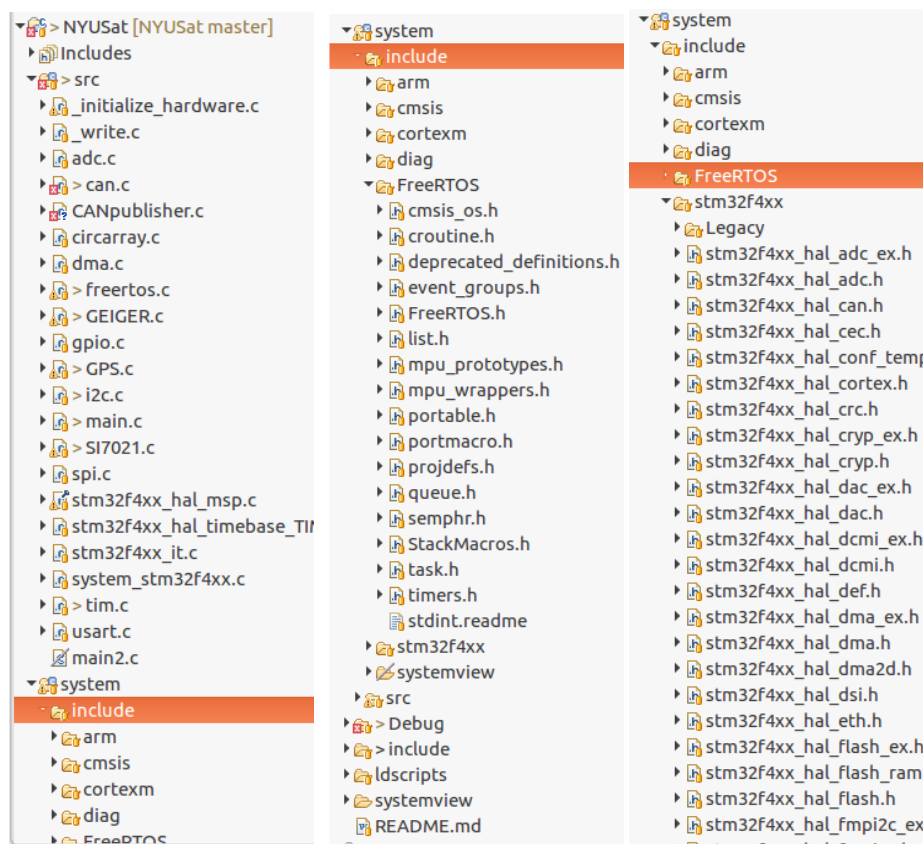 > NYUSat [NYUSat master]
Includes
> src
_initialize_hardware.c
_write.c
adc.c
> can.c
CANpublisher.c
circarray.c
dma.c
> freertos.c
> GEIGER.c
gpio.c
> GPS.c
> i2c.c
> main.c
> SI7021.c
spi.c
stm32f4xx_hal_msp.c
stm32f4xx_hal_timebase_TIM
stm32f4xx_it.c
system_stm32f4xx.c
> tim.c
usart.c
main2.c
system
include
arm
cmsis
cortexm
diag
FreeRTOS
system
include
arm
cmsis
cortexm
diag
FreeRTOS
cmsis_os.h
croutine.h
deprecated_definitions.h
event_groups.h
FreeRTOS.h
list.h
mpu_prototypes.h
mpu_wrappers.h
portable.h
portmacro.h
projdefs.h
queue.h
semphr.h
StackMacros.h
task.h
timers.h
stdint.readme
stm32f4xx
systemview
src
> Debug
> include
ldscripts
systemview
README.md
system
include
arm
cmsis
cortexm
diag
FreeRTOS
stm32f4xx
Legacy
stm32f4xx_hal_adc_ex.h
stm32f4xx_hal_adc.h
stm32f4xx_hal_can.h
stm32f4xx_hal_cec.h
stm32f4xx_hal_conf_temp
stm32f4xx_hal_cortex.h
stm32f4xx_hal_crc.h
stm32f4xx_hal_cryp_ex.h
stm32f4xx_hal_cryp.h
stm32f4xx_hal_dac_ex.h
stm32f4xx_hal_dac.h
stm32f4xx_hal_dcmi_ex.h
stm32f4xx_hal_dcmi.h
stm32f4xx_hal_def.h
stm32f4xx_hal_dma_ex.h
stm32f4xx_hal_dma.h
stm32f4xx_hal_dma2d.h
stm32f4xx_hal_dsi.h
stm32f4xx_hal_eth.h
stm32f4xx_hal_flash_ex.h
stm32f4xx_hal_flash_ram
stm32f4xx_hal_flash.h
stm32f4xx_hal_fmpi2c_ex